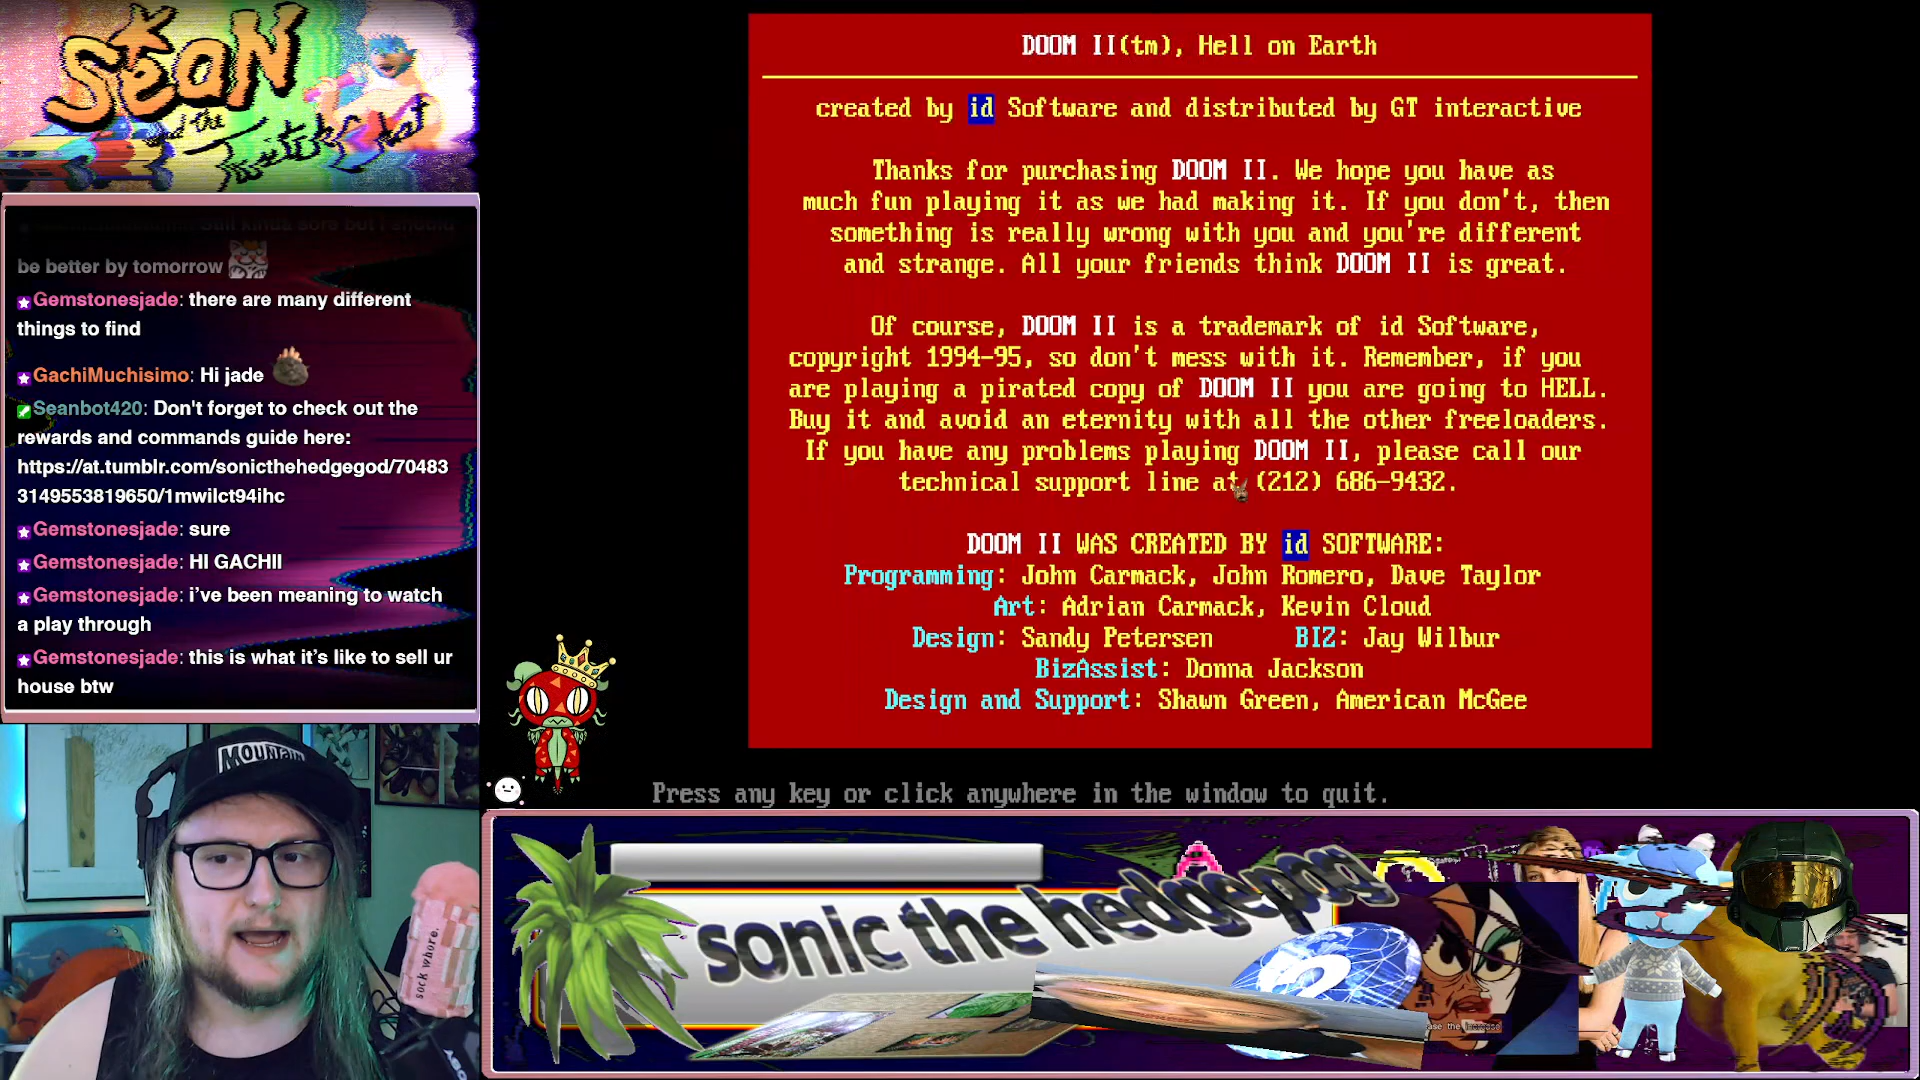 SEAN
and the
TwitchChat
Still kinda sore but i should
be better by tomorrow
Gemstonesjade: there are many different
things to find
GachiMuchisimo: Hi jade
Seanbot420: Don't forget to check out the
rewards and commands guide here:
https://at.tumblr.com/sonicthehedgegod/70483
3149553819650/1mwilct94ihc
Gemstonesjade: sure
Gemstonesjade: HI GACHII
Gemstonesjade: i've been meaning to watch
a play through
Gemstonesjade: this is what it's like to sell ur
house btw
DOOM II(tm), Hell on Earth
created by id Software and distributed by GT interactive
Thanks for purchasing DOOM II. We hope you have as
much fun playing it as we had making it. If you don't, then
something is really wrong with you and you're different
and strange. All your friends think DOOM II is great.
Of course, DOOM II is a trademark of id Software,
copyright 1994-95, so don't mess with it. Remember, if you
are playing a pirated copy of DOOM II you are going to HELL.
Buy it and avoid an eternity with all the other freeloaders.
If you have any problems playing DOOM II, please call our
technical support line at (212) 686-9432.
DOOM II WAS CREATED BY id SOFTWARE:
Programming: John Carmack, John Romero, Dave Taylor
Art: Adrian Carmack, Kevin Cloud
Design: Sandy Petersen BIZ: Jay Wilbur
BizAssist: Donna Jackson
Design and Support: Shawn Green, American McGee
Press any key or click anywhere in the window to quit.
MOUNTAIN
sock whore.
sonic the hedgepog